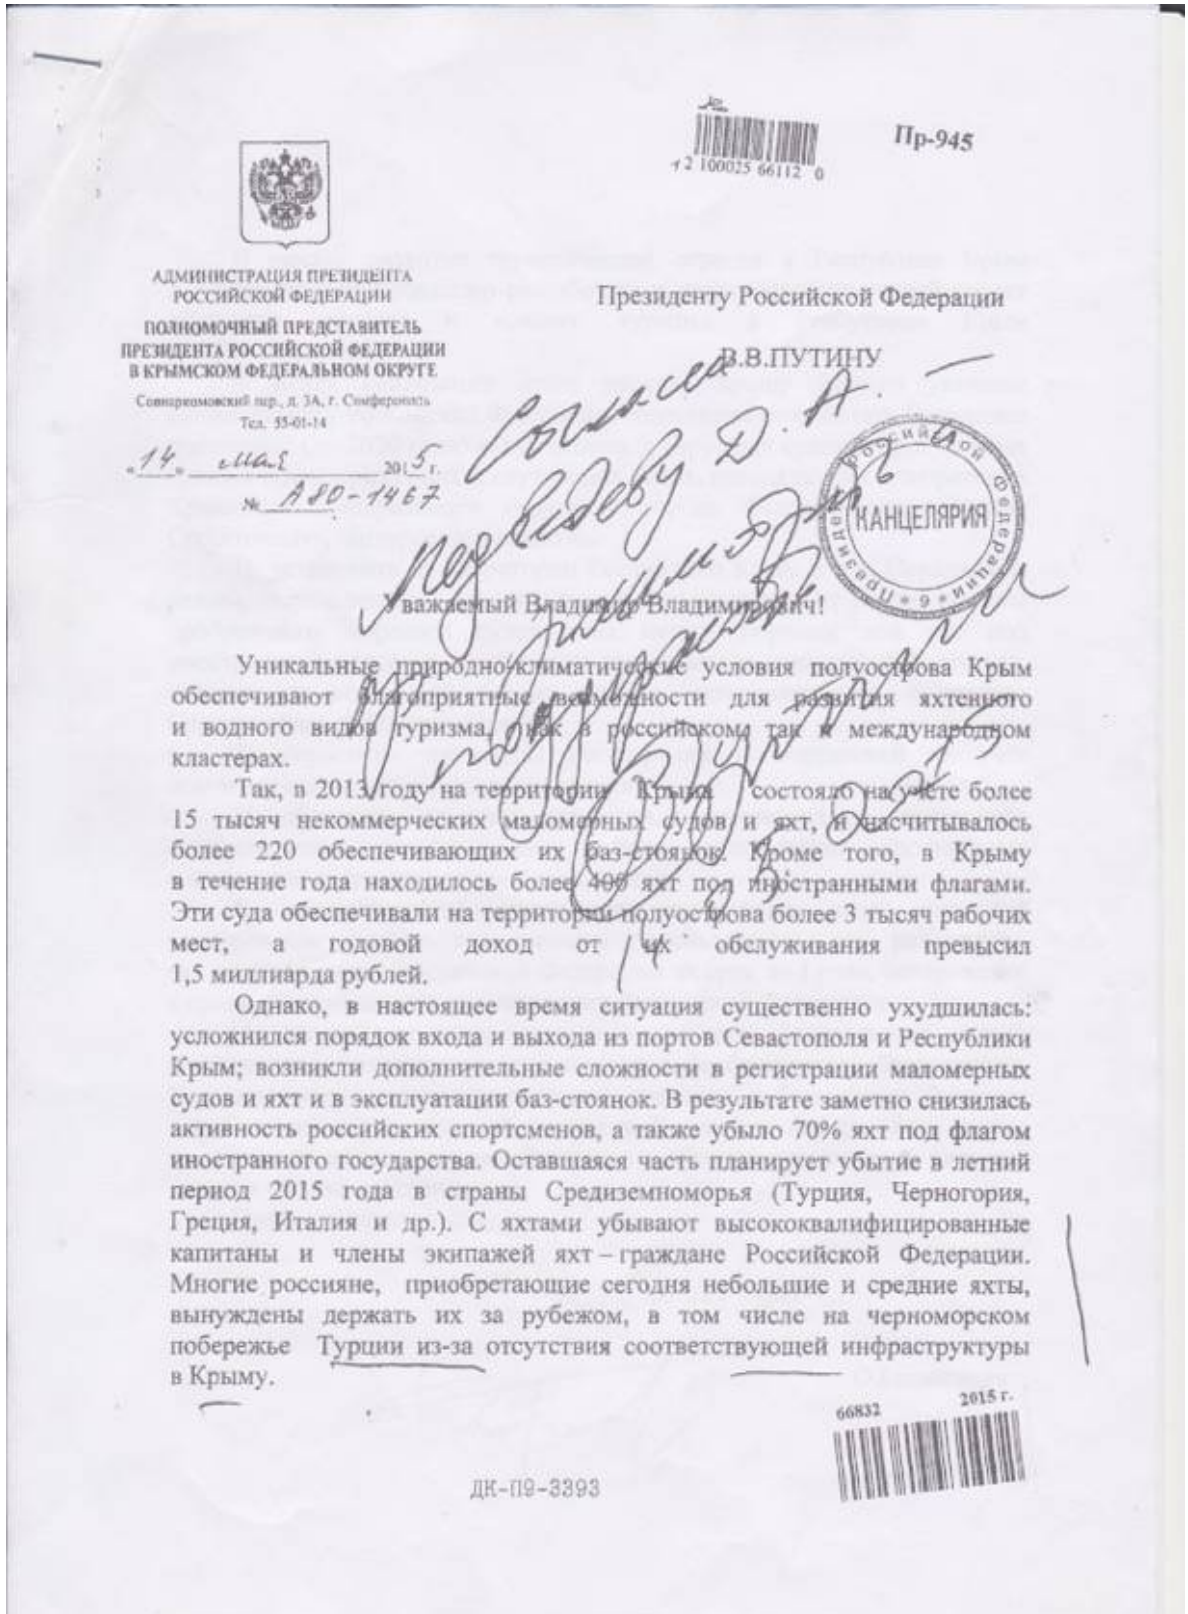 Пр-945
2 100025 66112 0
АДМИНИСТРАЦИЯ ПРЕЗИДЕНТА
РОССИЙСКОЙ ФЕДЕРАЦИИ
ПОЛНОМОЧНЫЙ ПРЕДСТАВИТЕЛЬ
ПРЕЗИДЕНТА РОССИЙСКОЙ ФЕДЕРАЦИИ
В КРЫМСКОМ ФЕДЕРАЛЬНОМ ОКРУГЕ
Совнаркомовский пер., д. 3А, г. Симферополь
Тел. 55-01-14
«14» мая 2015 г.
№ А80-1467
Президенту Российской Федерации
В.В.ПУТИНУ
Согласен
Медведеву Д. А.
Прошу
поддержать
В. Путин
14 05 2015
Президент Российской Федерации * 6 *
КАНЦЕЛЯРИЯ
Уважаемый Владимир Владимирович!
Уникальные природно-климатические условия полуострова Крым
обеспечивают благоприятные возможности для развития яхтенного
и водного видов туризма, как в российском, так и международном
кластерах.
Так, в 2013 году на территории Крыма состояло на учёте более
15 тысяч некоммерческих маломерных судов и яхт, и насчитывалось
более 220 обеспечивающих их баз-стоянок. Кроме того, в Крыму
в течение года находилось более 400 яхт под иностранными флагами.
Эти суда обеспечивали на территории полуострова более 3 тысяч рабочих
мест, а годовой доход от их обслуживания превысил
1,5 миллиарда рублей.
Однако, в настоящее время ситуация существенно ухудшилась:
усложнился порядок входа и выхода из портов Севастополя и Республики
Крым; возникли дополнительные сложности в регистрации маломерных
судов и яхт и в эксплуатации баз-стоянок. В результате заметно снизилась
активность российских спортсменов, а также убыло 70% яхт под флагом
иностранного государства. Оставшаяся часть планирует убытие в летний
период 2015 года в страны Средиземноморья (Турция, Черногория,
Греция, Италия и др.). С яхтами убывают высококвалифицированные
капитаны и члены экипажей яхт – граждане Российской Федерации.
Многие россияне, приобретающие сегодня небольшие и средние яхты,
вынуждены держать их за рубежом, в том числе на черноморском
побережье Турции из-за отсутствия соответствующей инфраструктуры
в Крыму.
66832 2015 г.
ДК-П9-3393